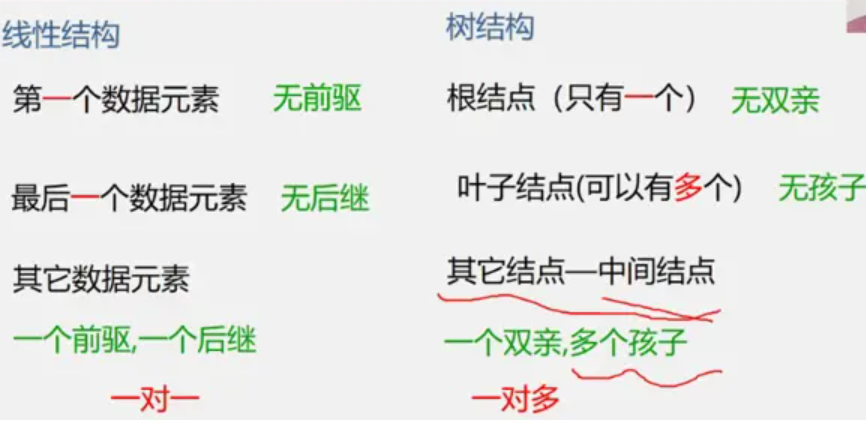 线性结构
第一个数据元素 无前驱
最后一个数据元素 无后继
其它数据元素
一个前驱,一个后继
一对一
树结构
根结点（只有一个） 无双亲
叶子结点(可以有多个) 无孩子
其它结点—中间结点
一个双亲,多个孩子
一对多